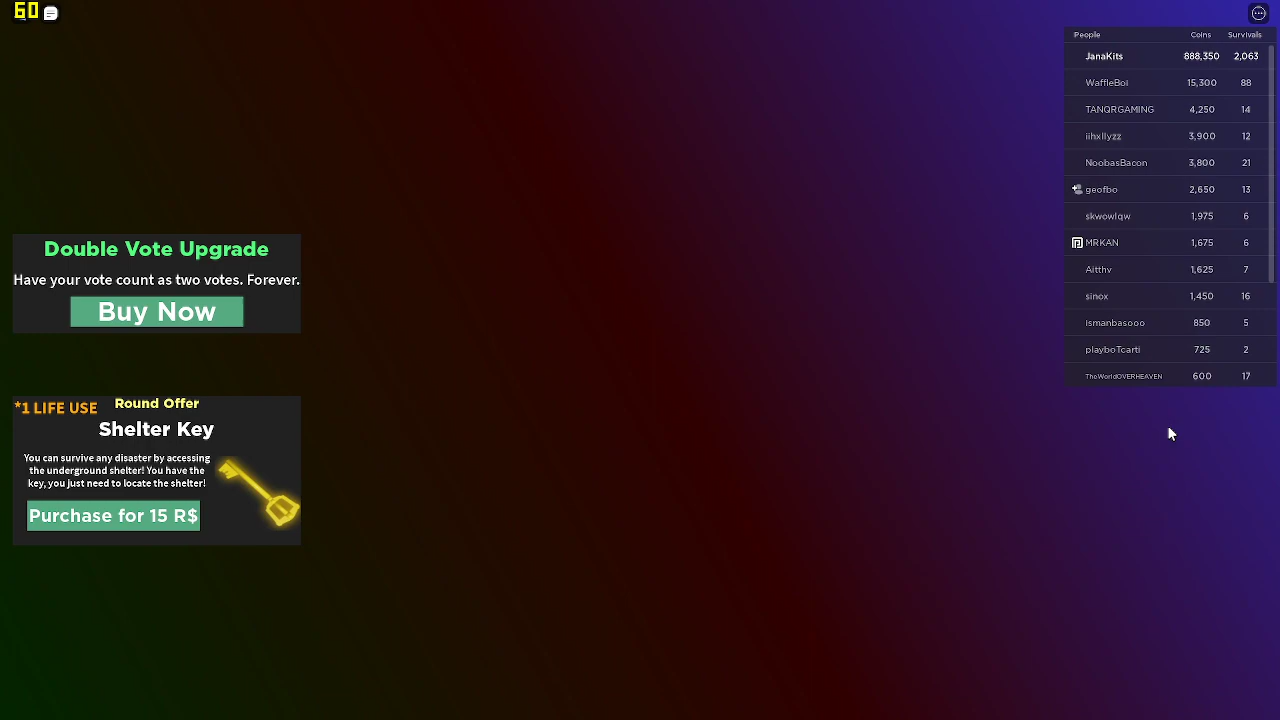 60
People Coins Survivals
JanaKits 888,350 2,063
WaffleBoi 15,300 88
TANQRGAMING 4,250 14
iihxllyzz 3,900 12
NoobasBacon 3,800 21
geofbo 2,650 13
skwowlqw 1,975 6
MRKAN 1,675 6
Aitthv 1,625 7
sinox 1,450 16
Ismanbasooo 850 5
playboTcarti 725 2
TheWorldOVERHEAVEN 600 17
Double Vote Upgrade
Have your vote count as two votes. Forever.
Buy Now
*1 LIFE USE
Round Offer
Shelter Key
You can survive any disaster by accessing
the underground shelter! You have the
key, you just need to locate the shelter!
Purchase for 15 R$